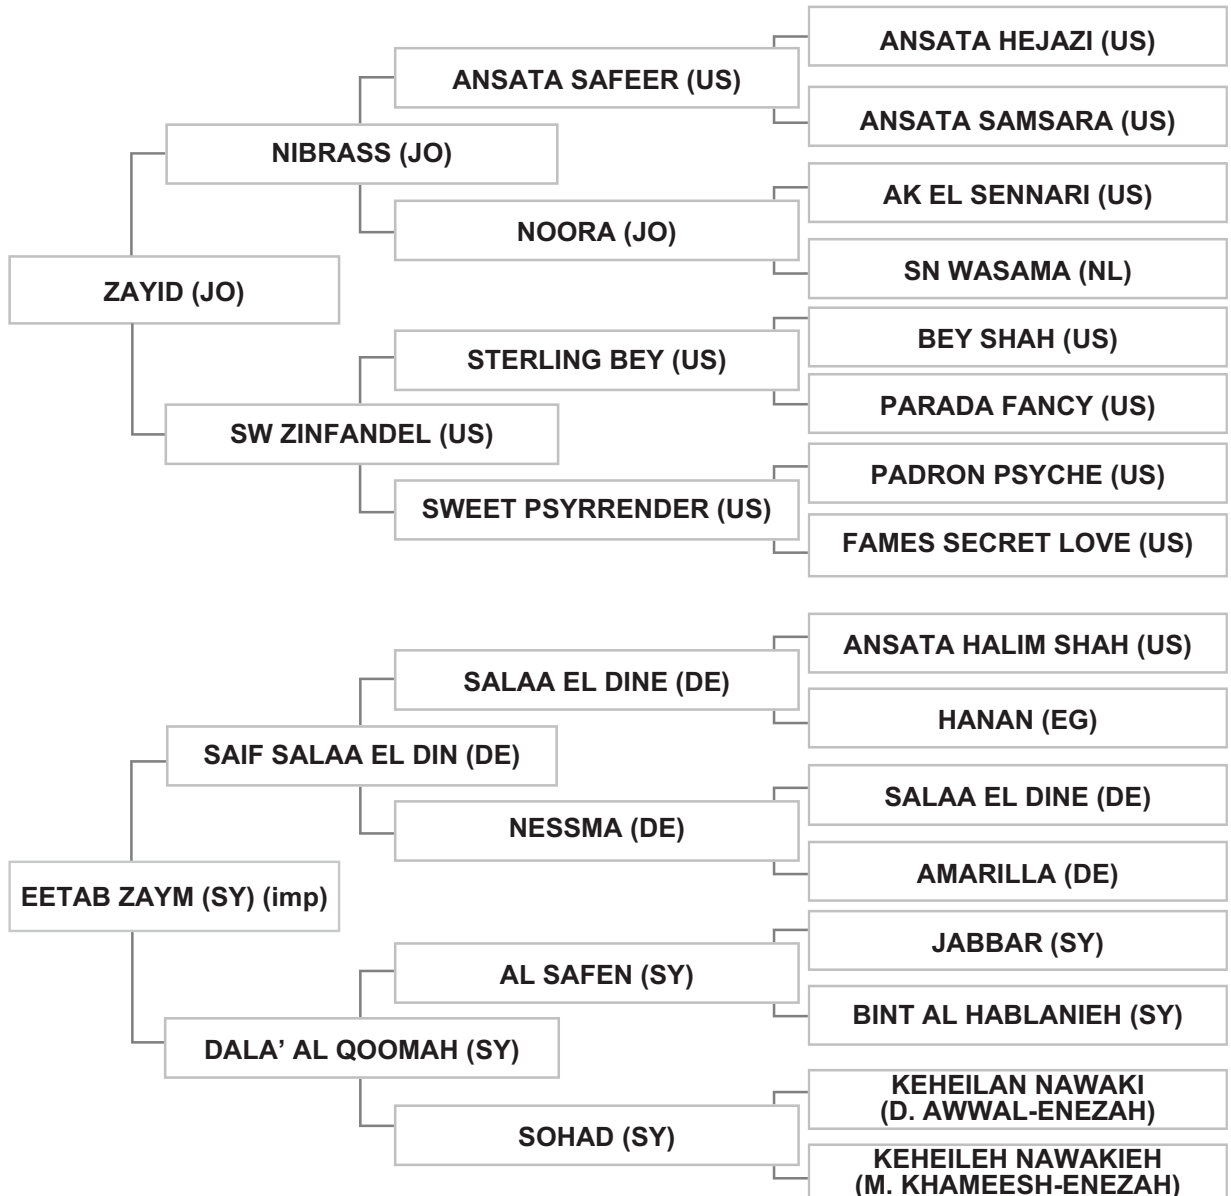 ANSATA HEJAZI (US)
ANSATA SAFEER (US)
ANSATA SAMSARA (US)
NIBRASS (JO)
AK EL SENNARI (US)
NOORA (JO)
SN WASAMA (NL)
ZAYID (JO)
BEY SHAH (US)
STERLING BEY (US)
PARADA FANCY (US)
SW ZINFANDEL (US)
PADRON PSYCHE (US)
SWEET PSYRRENDER (US)
FAMES SECRET LOVE (US)
ANSATA HALIM SHAH (US)
SALAA EL DINE (DE)
HANAN (EG)
SAIF SALAA EL DIN (DE)
SALAA EL DINE (DE)
NESSMA (DE)
AMARILLA (DE)
EETAB ZAYM (SY) (imp)
JABBAR (SY)
AL SAFEN (SY)
BINT AL HABLANIEH (SY)
DALA’ AL QOOMAH (SY)
KEHEILAN NAWAKI
(D. AWWAL-ENEZAH)
SOHAD (SY)
KEHEILEH NAWAKIEH
(M. KHAMEESH-ENEZAH)